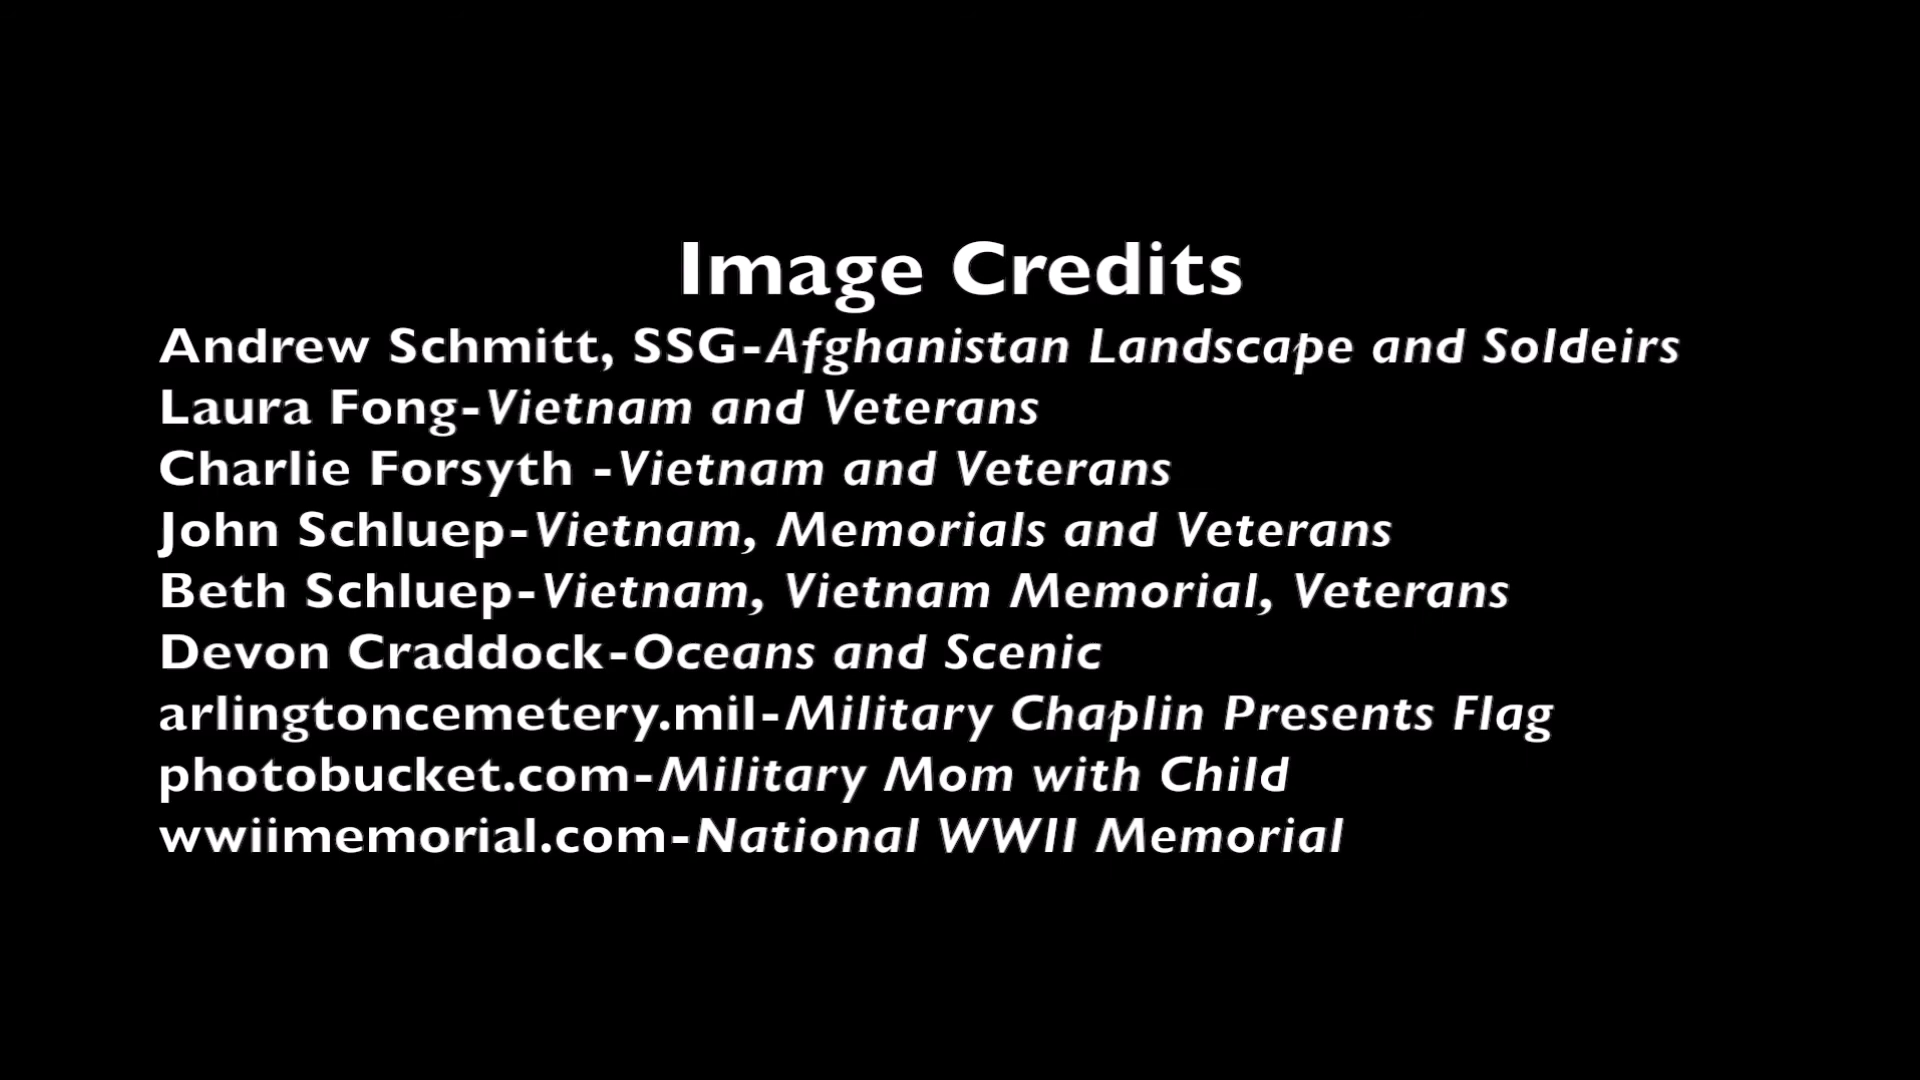 Image Credits
Andrew Schmitt, SSG-Afghanistan Landscape and Soldeirs
Laura Fong-Vietnam and Veterans
Charlie Forsyth -Vietnam and Veterans
John Schluep-Vietnam, Memorials and Veterans
Beth Schluep-Vietnam, Vietnam Memorial, Veterans
Devon Craddock-Oceans and Scenic
arlingtoncemetery.mil-Military Chaplin Presents Flag
photobucket.com-Military Mom with Child
wwiimemorial.com-National WWII Memorial